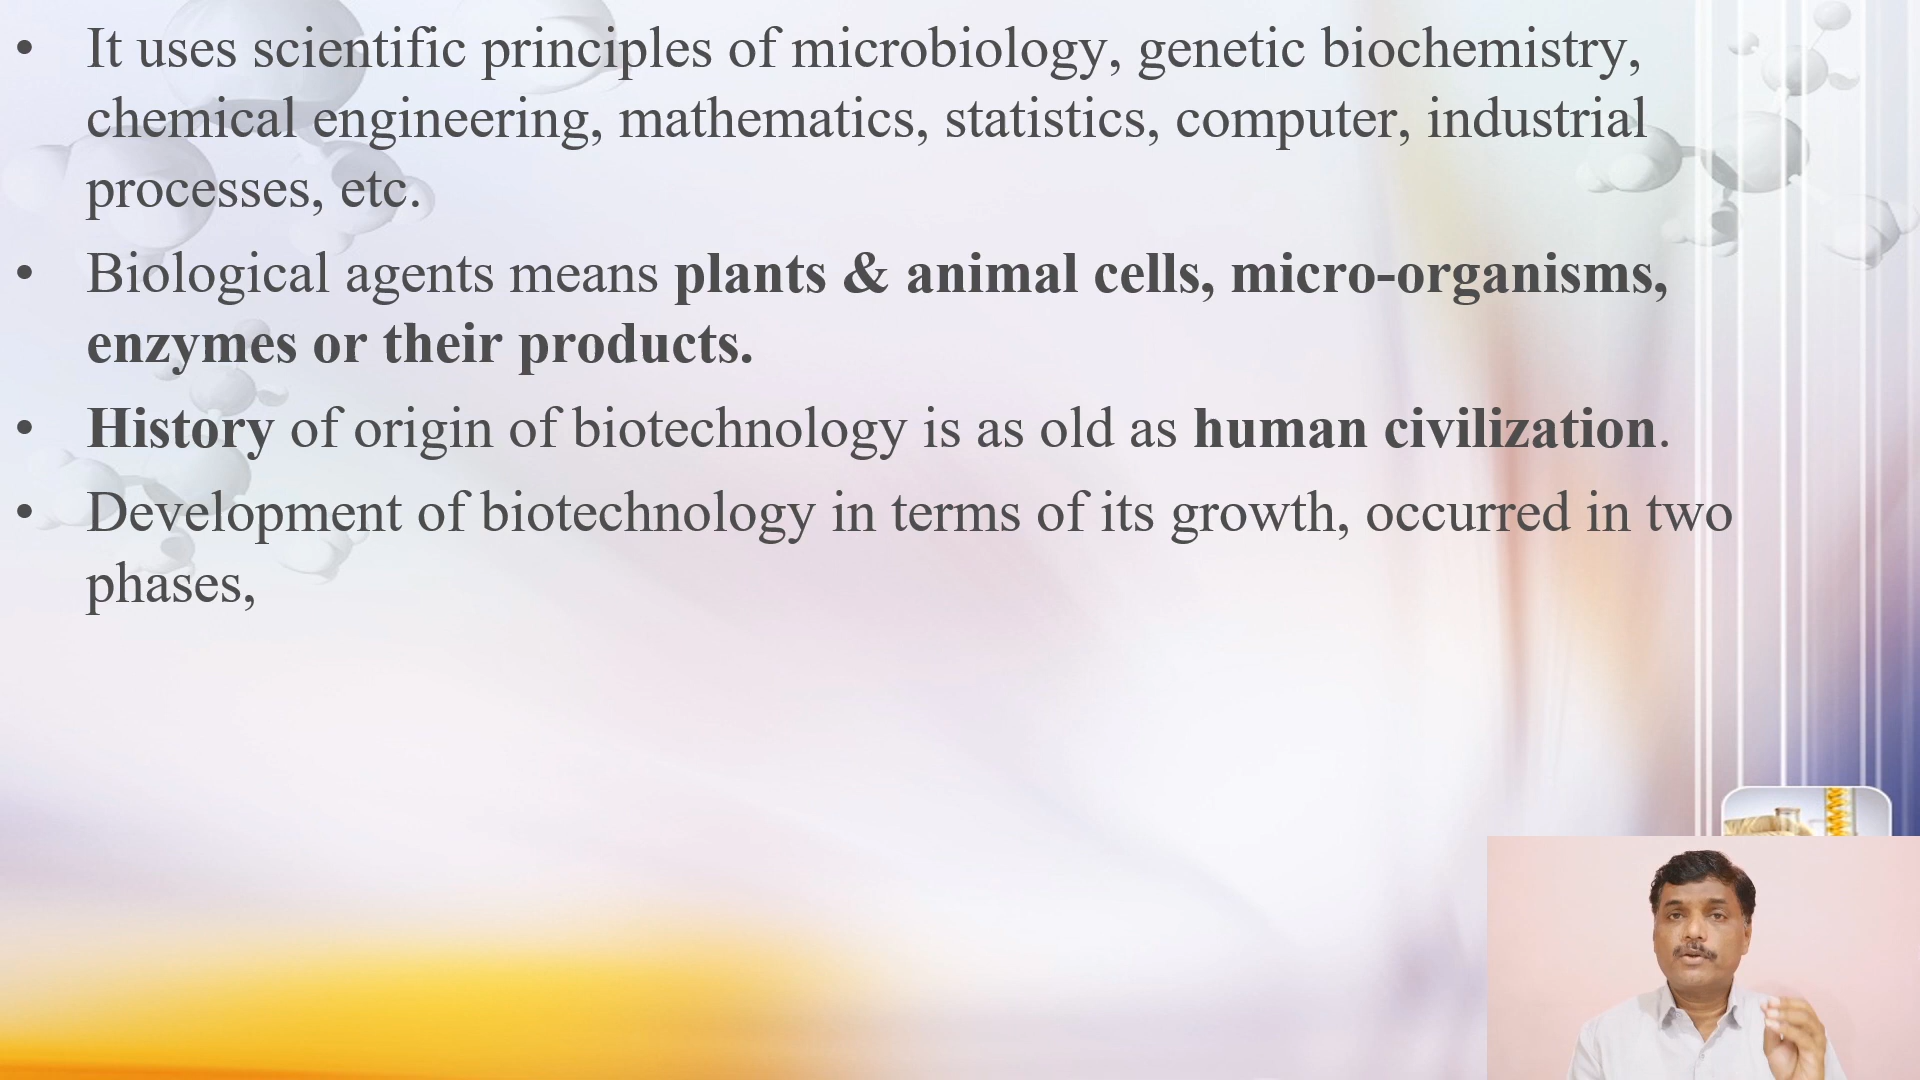 • It uses scientific principles of microbiology, genetic biochemistry,
chemical engineering, mathematics, statistics, computer, industrial
processes, etc.
• Biological agents means plants & animal cells, micro-organisms,
enzymes or their products.
• History of origin of biotechnology is as old as human civilization.
• Development of biotechnology in terms of its growth, occurred in two
phases,